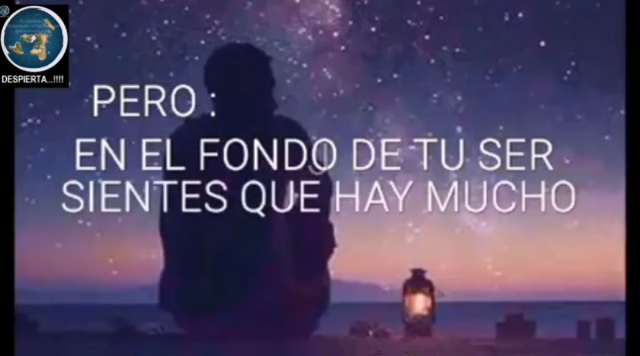 DESPIERTA...!!!!
PERO :
EN EL FONDO DE TU SER
SIENTES QUE HAY MUCHO